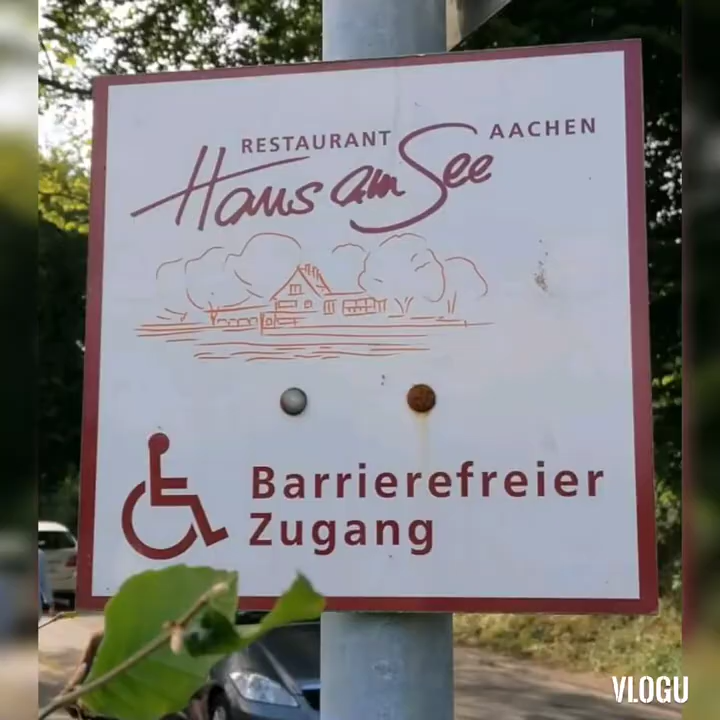 RESTAURANT AACHEN
Haus am See
Barrierefreier
Zugang
VLOGU